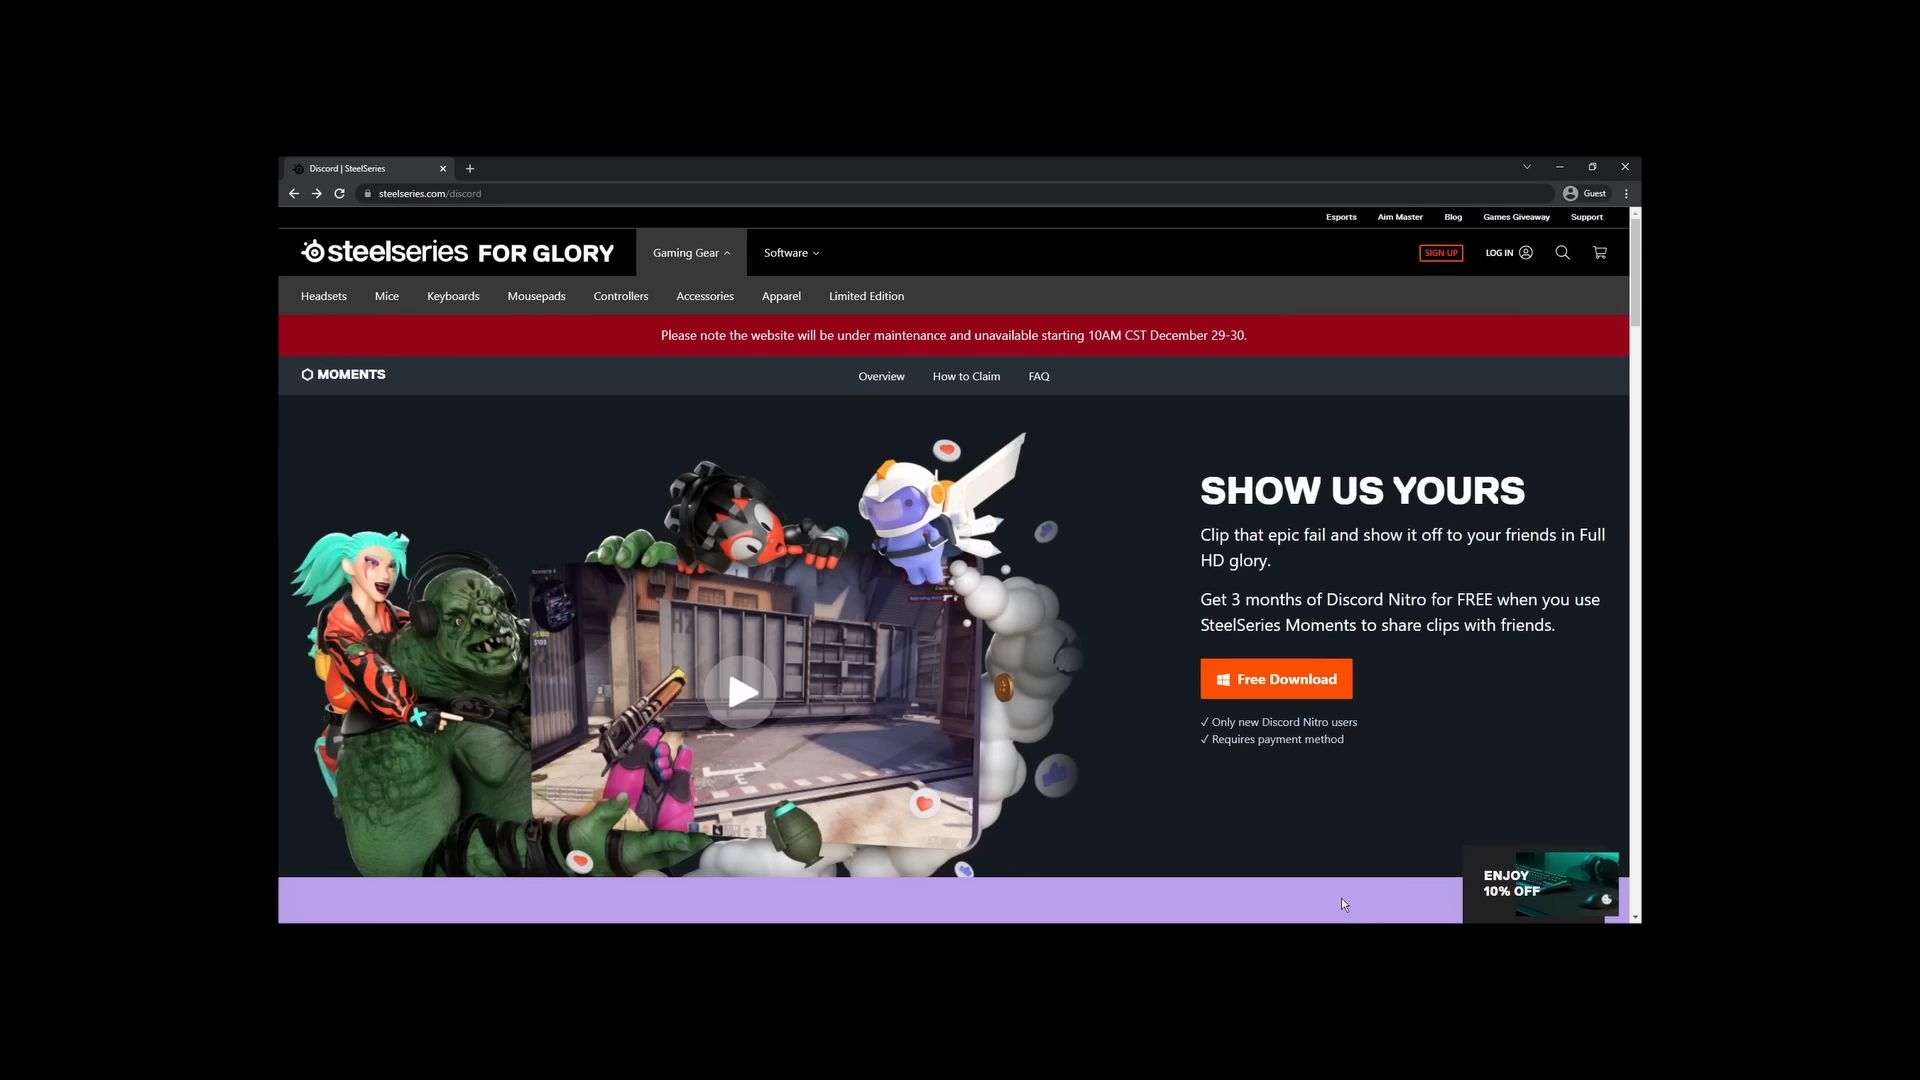 Discord | SteelSeries
steelseries.com/discord
Guest
Esports Aim Master Blog Games Giveaway Support
steelseries FOR GLORY Gaming Gear Software SIGN UP LOG IN
Headsets Mice Keyboards Mousepads Controllers Accessories Apparel Limited Edition
Please note the website will be under maintenance and unavailable starting 10AM CST December 29-30.
MOMENTS Overview How to Claim FAQ
SHOW US YOURS
Clip that epic fail and show it off to your friends in Full
HD glory.
Get 3 months of Discord Nitro for FREE when you use
SteelSeries Moments to share clips with friends.
Free Download
✓ Only new Discord Nitro users
✓ Requires payment method
ENJOY
10% OFF